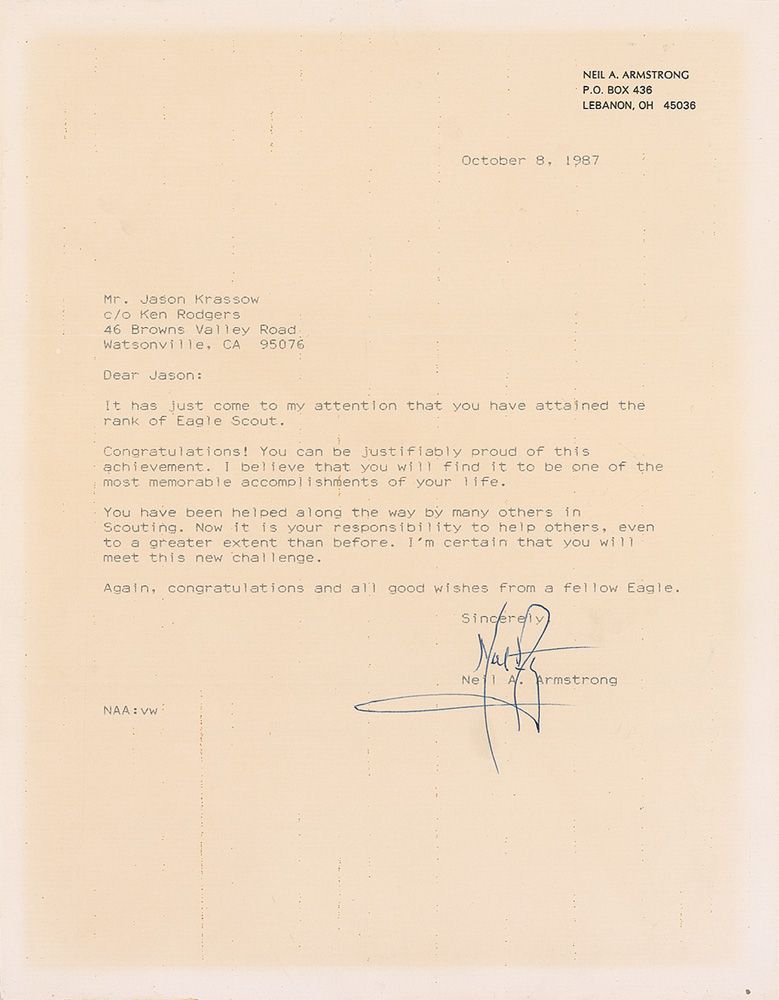 NEIL A. ARMSTRONG
P.O. BOX 436
LEBANON, OH 45036
October 8, 1987
Mr. Jason Krassow
c/o Ken Rodgers
46 Browns Valley Road
Watsonville, CA 95076
Dear Jason:
It has just come to my attention that you have attained the
rank of Eagle Scout.
Congratulations! You can be justifiably proud of this
achievement. I believe that you will find it to be one of the
most memorable accomplishments of your life.
You have been helped along the way by many others in
Scouting. Now it is your responsibility to help others, even
to a greater extent than before. I'm certain that you will
meet this new challenge.
Again, congratulations and all good wishes from a fellow Eagle.
Sincerely,
Neil A. Armstrong
NAA:vw